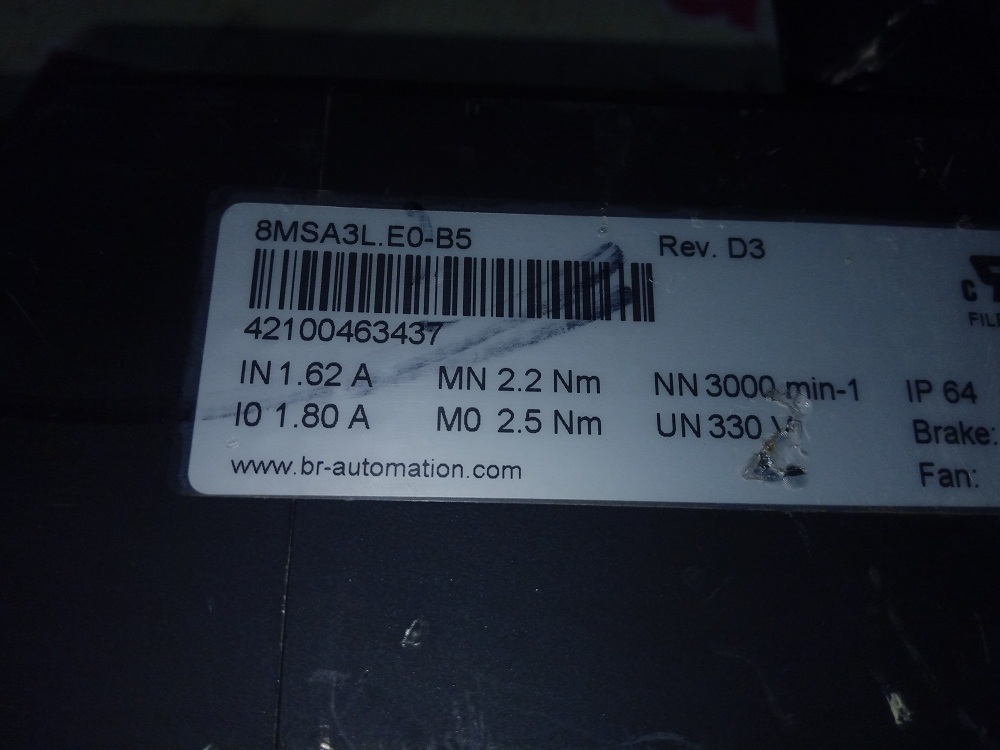 8MSA3L.E0-B5 Rev. D3
42100463437
IN 1.62 A MN 2.2 Nm NN 3000 min-1 IP 64
I0 1.80 A M0 2.5 Nm UN 330 V Brake:
www.br-automation.com Fan: